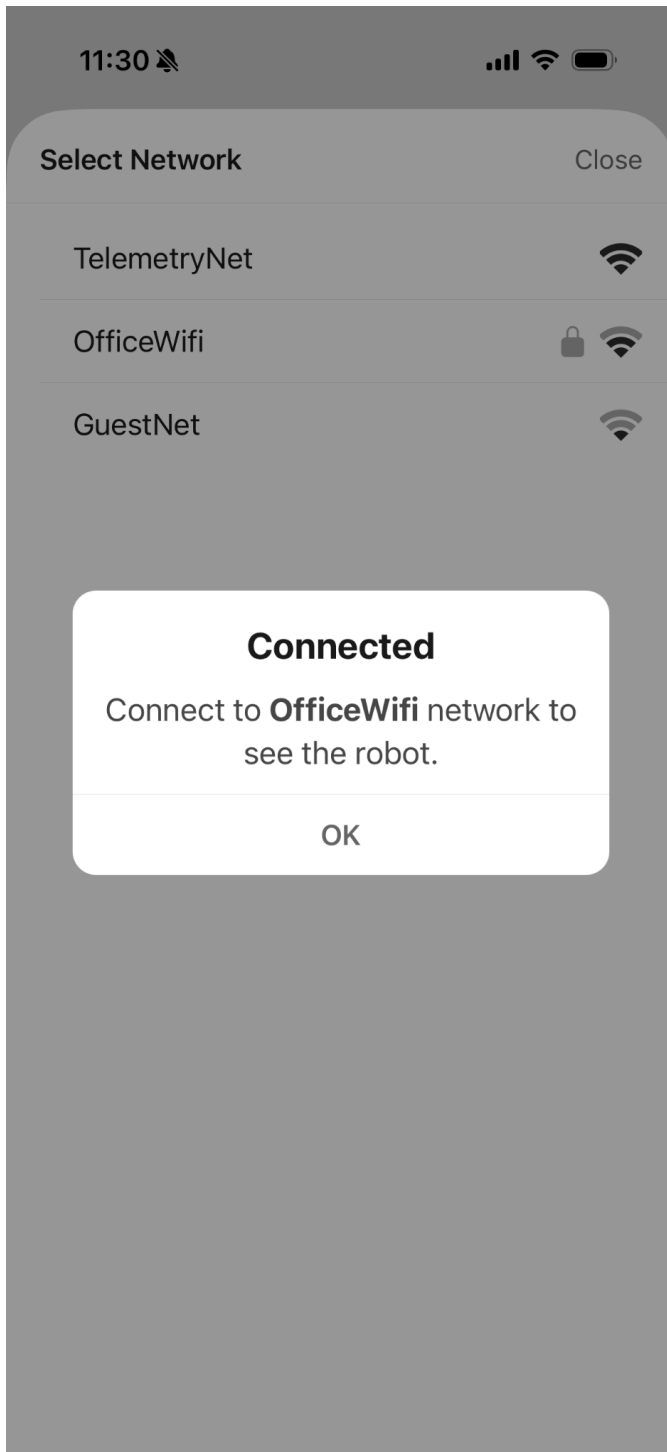 11:30
Select Network
Close
TelemetryNet
OfficeWifi
GuestNet
Connected
Connect to OfficeWifi network to
see the robot.
OK